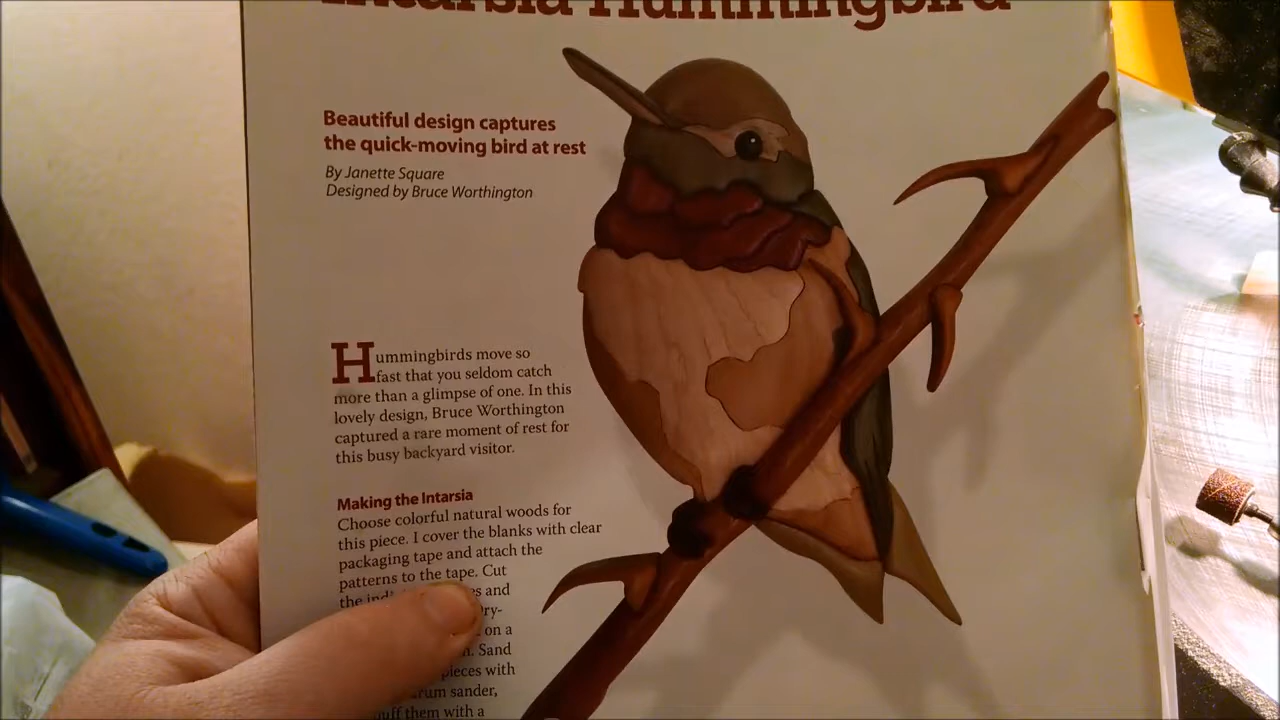 Intarsia Hummingbird
Beautiful design captures
the quick-moving bird at rest
By Janette Square
Designed by Bruce Worthington
Hummingbirds move so
fast that you seldom catch
more than a glimpse of one. In this
lovely design, Bruce Worthington
captured a rare moment of rest for
this busy backyard visitor.
Making the Intarsia
Choose colorful natural woods for
this piece. I cover the blanks with clear
packaging tape and attach the
patterns to the tape. Cut
the and
on a
Sand
pieces with
drum sander,
them with a